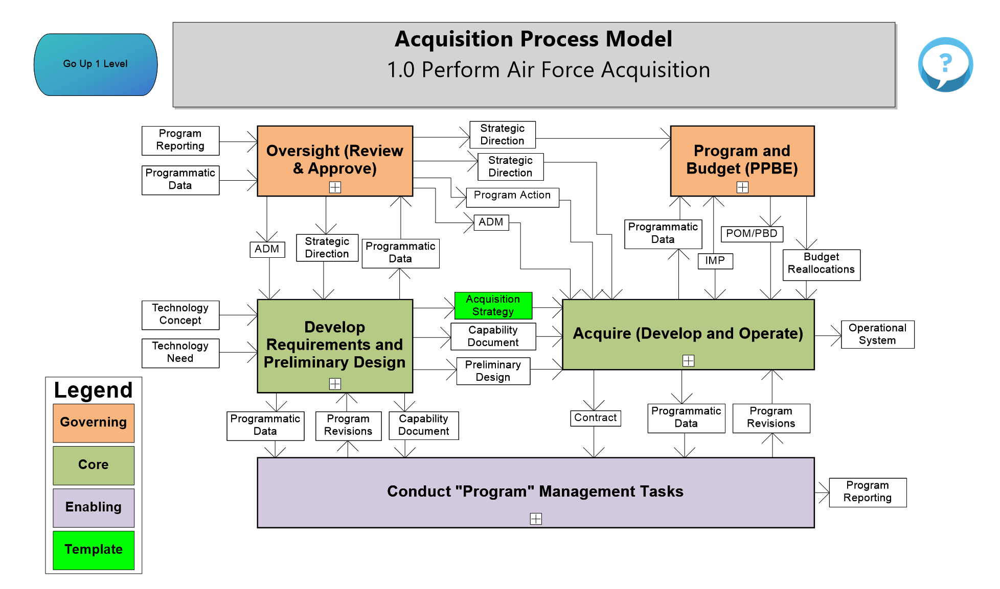 Go Up 1 Level
Acquisition Process Model
1.0 Perform Air Force Acquisition
?
Program
Reporting
Programmatic
Data
Oversight (Review
& Approve)
Strategic
Direction
Strategic
Direction
Program Action
ADM
Program and
Budget (PPBE)
ADM
Strategic
Direction
Programmatic
Data
Programmatic
Data
IMP
POM/PBD
Budget
Reallocations
Technology
Concept
Technology
Need
Develop
Requirements and
Preliminary Design
Acquisition
Strategy
Capability
Document
Preliminary
Design
Acquire (Develop and Operate)
Operational
System
Programmatic
Data
Program
Revisions
Capability
Document
Contract
Programmatic
Data
Program
Revisions
Conduct "Program" Management Tasks
Program
Reporting
Legend
Governing
Core
Enabling
Template